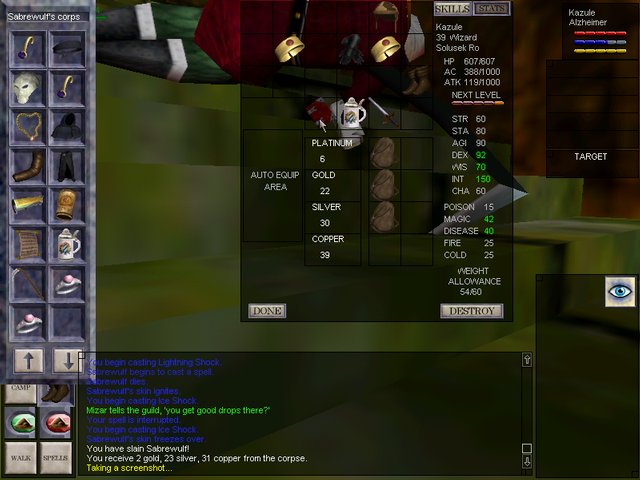 Sabrewulf's corps
SKILLS STATS
Kazule
39 Wizard
Solusek Ro
HP 607/607
AC 388/1000
ATK 119/1000
NEXT LEVEL
STR 60
STA 80
AGI 90
DEX 92
WIS 70
INT 150
CHA 60
POISON 15
MAGIC 42
DISEASE 40
FIRE 25
COLD 25
WEIGHT
ALLOWANCE
54/60
AUTO EQUIP
AREA
PLATINUM
6
GOLD
22
SILVER
30
COPPER
39
DONE
DESTROY
Kazule
Alzheimer
TARGET
CAMP
WALK
SPELLS
You begin casting Lightning Shock.
Sabrewulf begins to cast a spell.
Sabrewulf dies.
Sabrewulf's skin ignites.
You begin casting Ice Shock.
Mizar tells the guild, 'you get good drops there?'
Your spell is interrupted.
You begin casting Ice Shock.
Sabrewulf's skin freezes over.
You have slain Sabrewulf!
You receive 2 gold, 23 silver, 31 copper from the corpse.
Taking a screenshot...